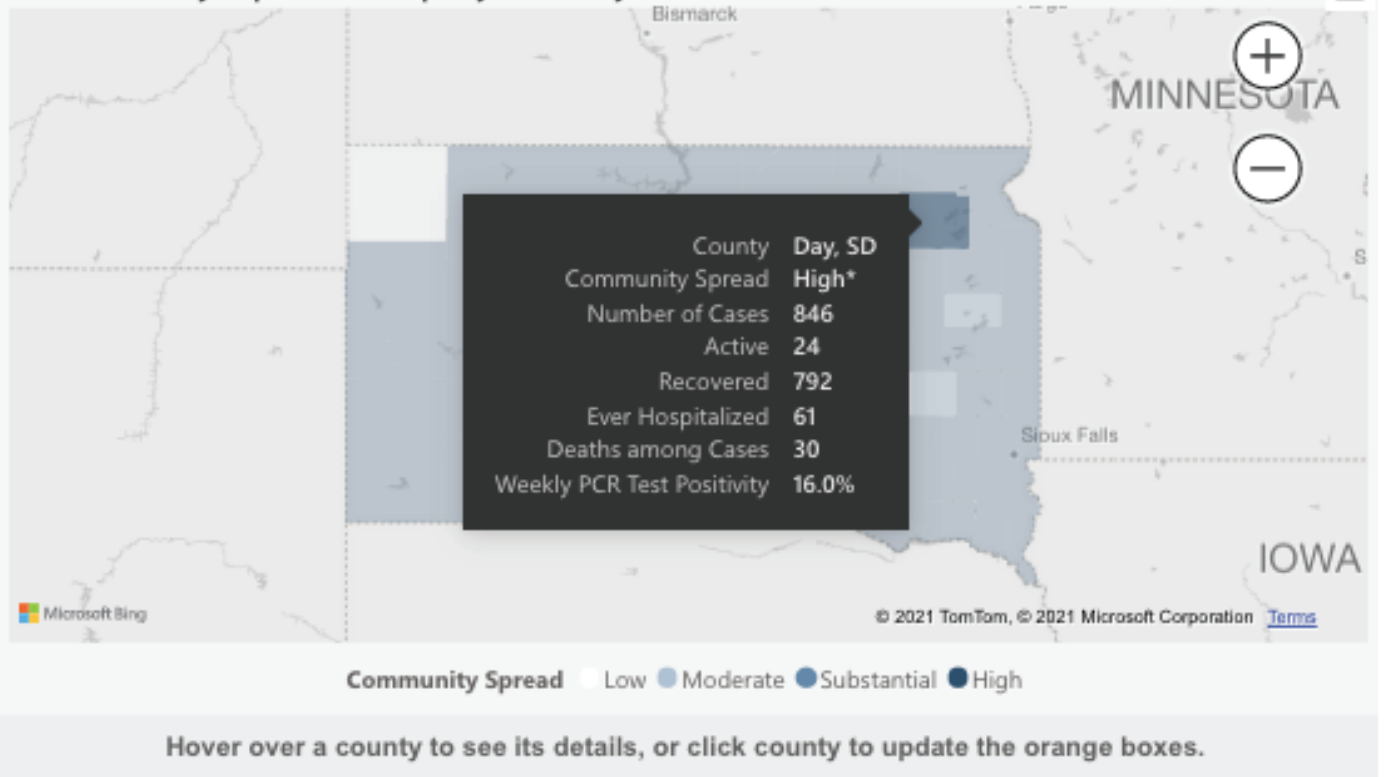 Bismarck
MINNESOTA
County Day, SD
Community Spread High*
Number of Cases 846
Active 24
Recovered 792
Ever Hospitalized 61
Deaths among Cases 30
Weekly PCR Test Positivity 16.0%
Sioux Falls
IOWA
Microsoft Bing
© 2021 TomTom, © 2021 Microsoft Corporation Terms
Community Spread Low Moderate Substantial High
Hover over a county to see its details, or click county to update the orange boxes.